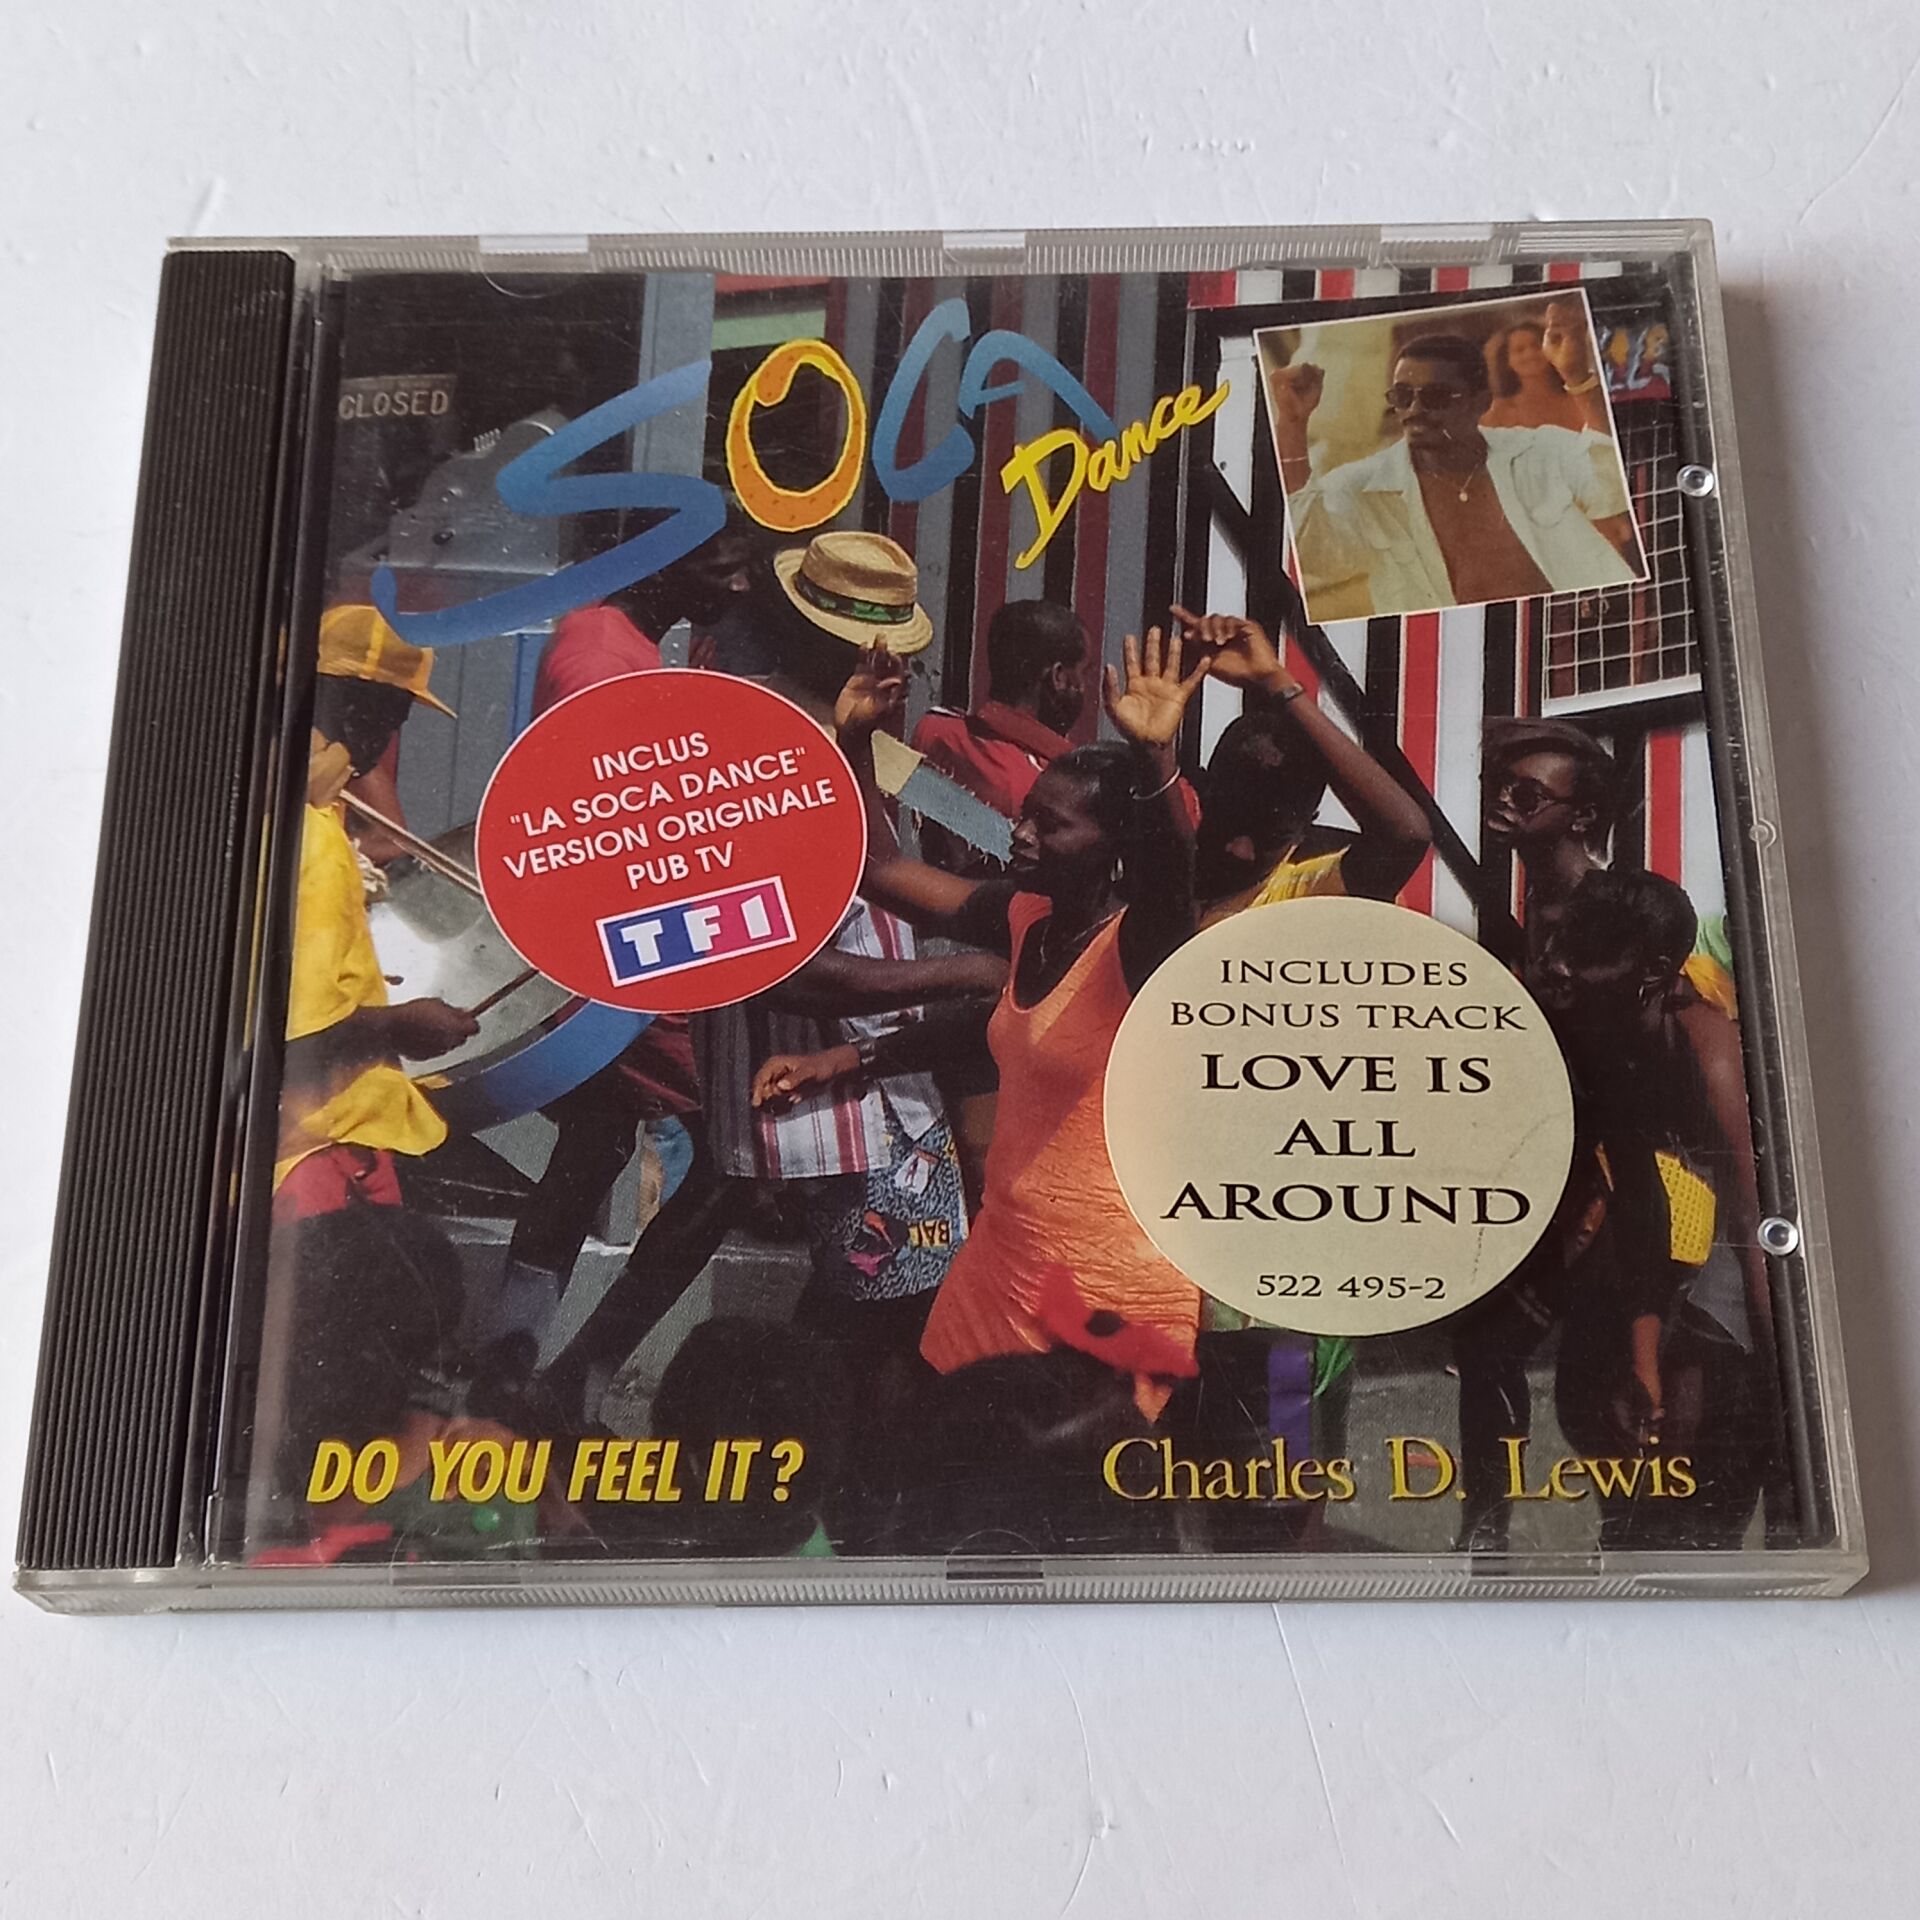 SOCA
Dance
CLOSED
INCLUS
"LA SOCA DANCE"
VERSION ORIGINALE
PUB TV
TF1
INCLUDES
BONUS TRACK
LOVE IS
ALL
AROUND
522 495-2
BAL
DO YOU FEEL IT?
Charles D. Lewis